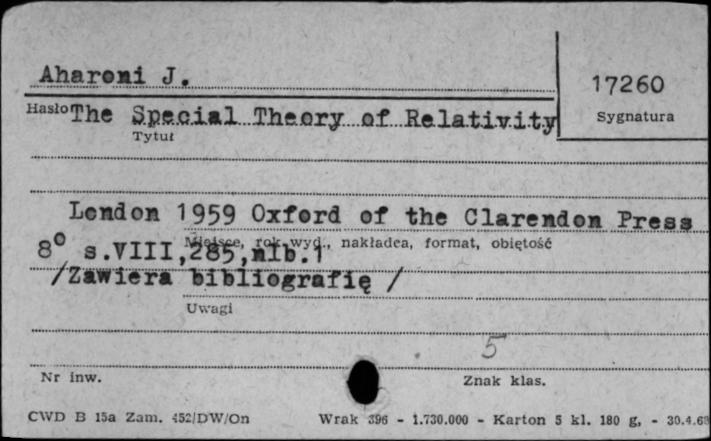 Aharoni J.
17260
Hasło The Special Theory of Relativity
Sygnatura
Tytuł
London 1959 Oxford of the Clarendon Press
Miejsce, rok wyd., nakładca, format, objętość
8° s.VIII,285,nlb.1
/Zawiera bibliografię /
Uwagi
5
Nr inw.
Znak klas.
CWD B 15a Zam. 452/DW/On Wrak 396 - 1.730.000 - Karton 5 kl. 180 g, - 30.4.68